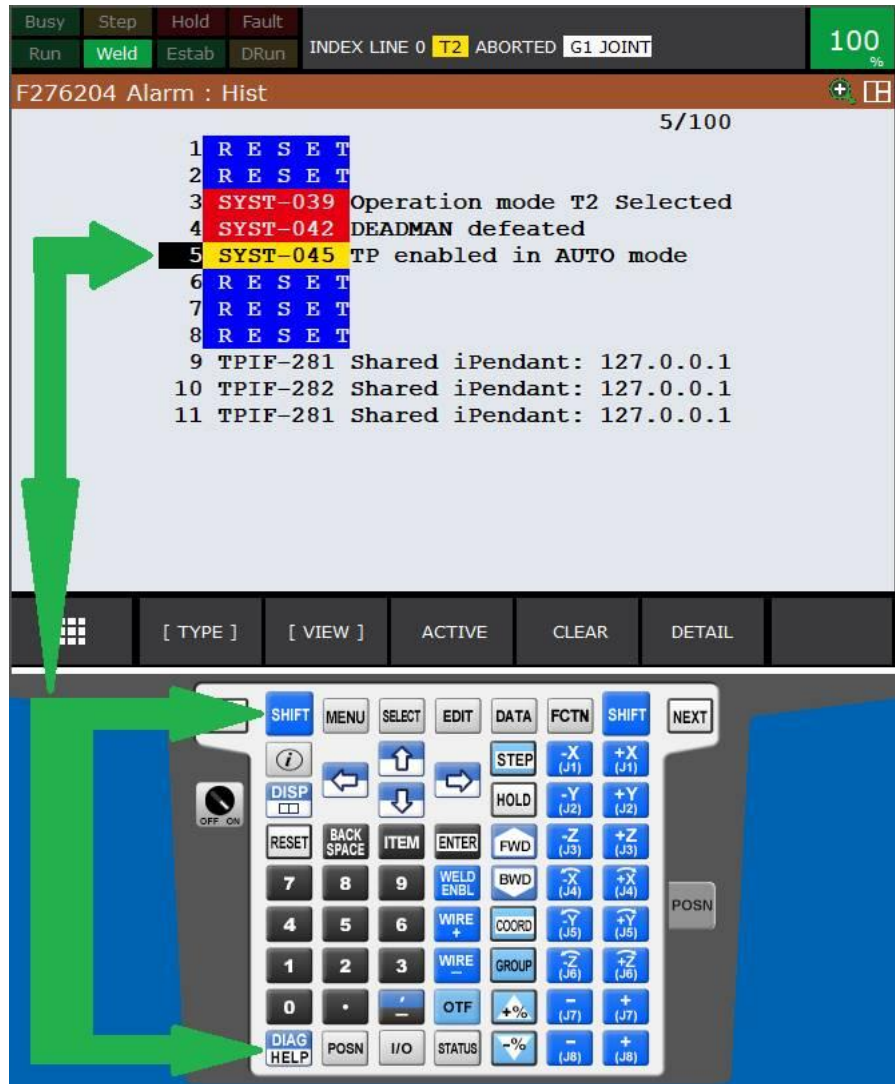 Busy Step Hold Fault
Run Weld Estab DRun INDEX LINE 0 T2 ABORTED G1 JOINT 100 %
F276204 Alarm : Hist
5/100
1 R E S E T
2 R E S E T
3 SYST-039 Operation mode T2 Selected
4 SYST-042 DEADMAN defeated
5 SYST-045 TP enabled in AUTO mode
6 R E S E T
7 R E S E T
8 R E S E T
9 TPIF-281 Shared iPendant: 127.0.0.1
10 TPIF-282 Shared iPendant: 127.0.0.1
11 TPIF-281 Shared iPendant: 127.0.0.1
[ TYPE ] [ VIEW ] ACTIVE CLEAR DETAIL
SHIFT MENU SELECT EDIT DATA FCTN SHIFT NEXT
i STEP -X (J1) +X (J1)
DISP HOLD -Y (J2) +Y (J2)
OFF ON
RESET BACK SPACE ITEM ENTER FWD -Z (J3) +Z (J3)
7 8 9 WELD ENBL BWD -X (J4) +X (J4)
POSN
4 5 6 WIRE + COORD -Y (J5) +Y (J5)
1 2 3 WIRE - GROUP -Z (J6) +Z (J6)
0 . - OTF +% - (J7) + (J7)
DIAG HELP POSN I/O STATUS -% - (J8) + (J8)